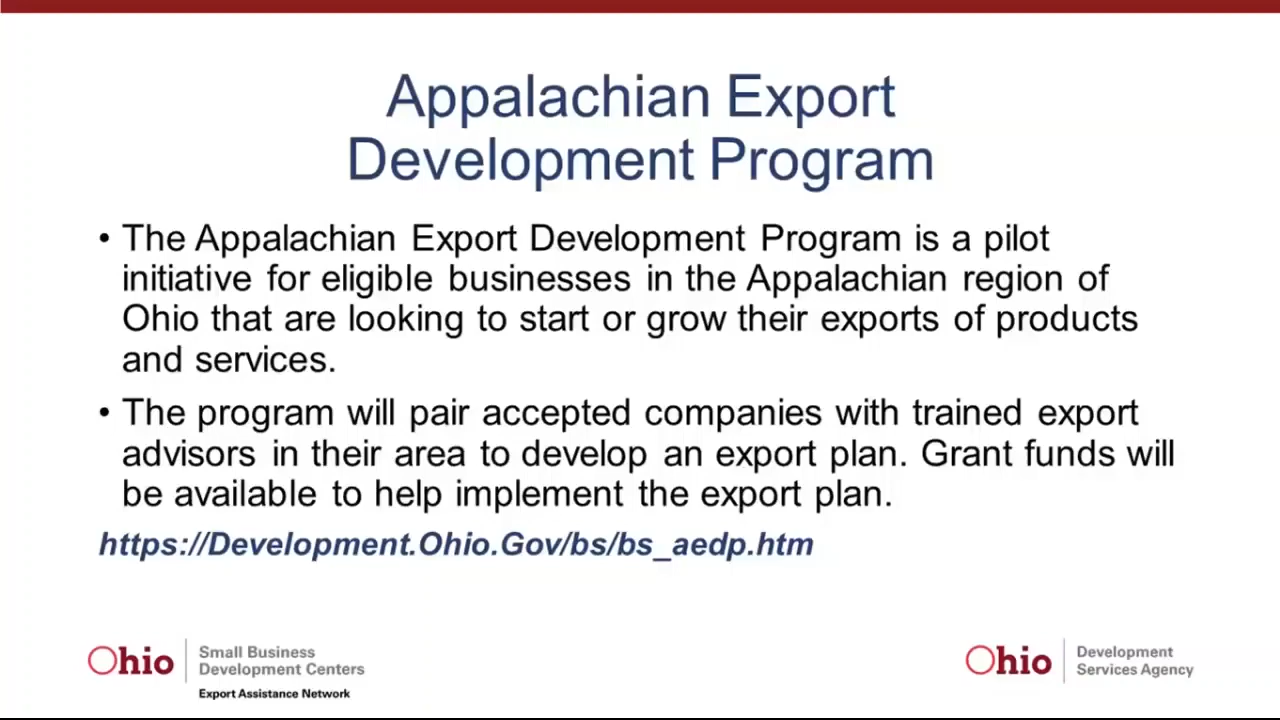 Appalachian Export
Development Program
• The Appalachian Export Development Program is a pilot
initiative for eligible businesses in the Appalachian region of
Ohio that are looking to start or grow their exports of products
and services.
• The program will pair accepted companies with trained export
advisors in their area to develop an export plan. Grant funds will
be available to help implement the export plan.
https://Development.Ohio.Gov/bs/bs_aedp.htm
Ohio
Small Business
Development Centers
Export Assistance Network
Ohio
Development
Services Agency